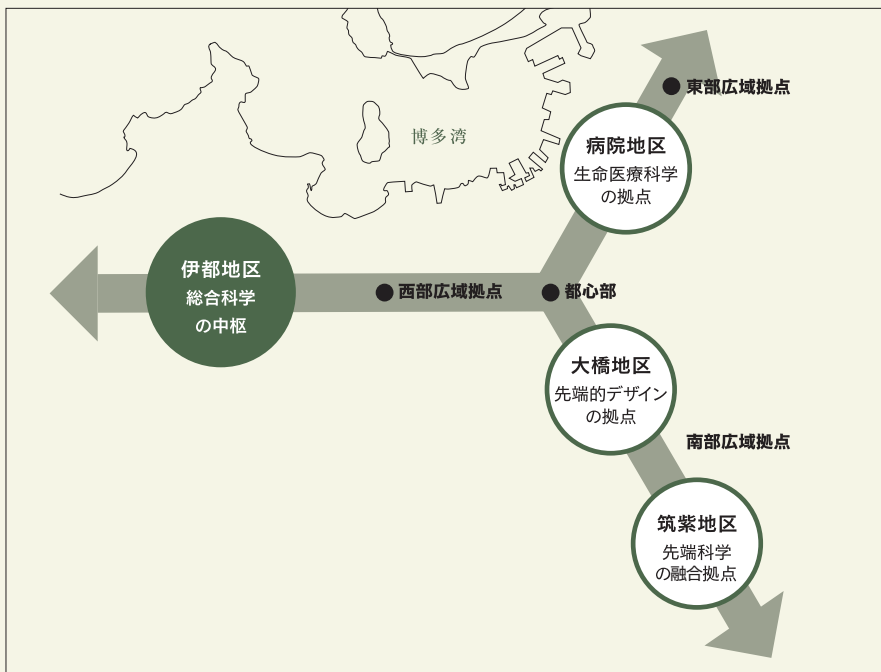 東部広域拠点
博多湾
病院地区
生命医療科学
の拠点
伊都地区
総合科学
の中枢
西部広域拠点
都心部
大橋地区
先端的デザイン
の拠点
南部広域拠点
筑紫地区
先端科学
の融合拠点